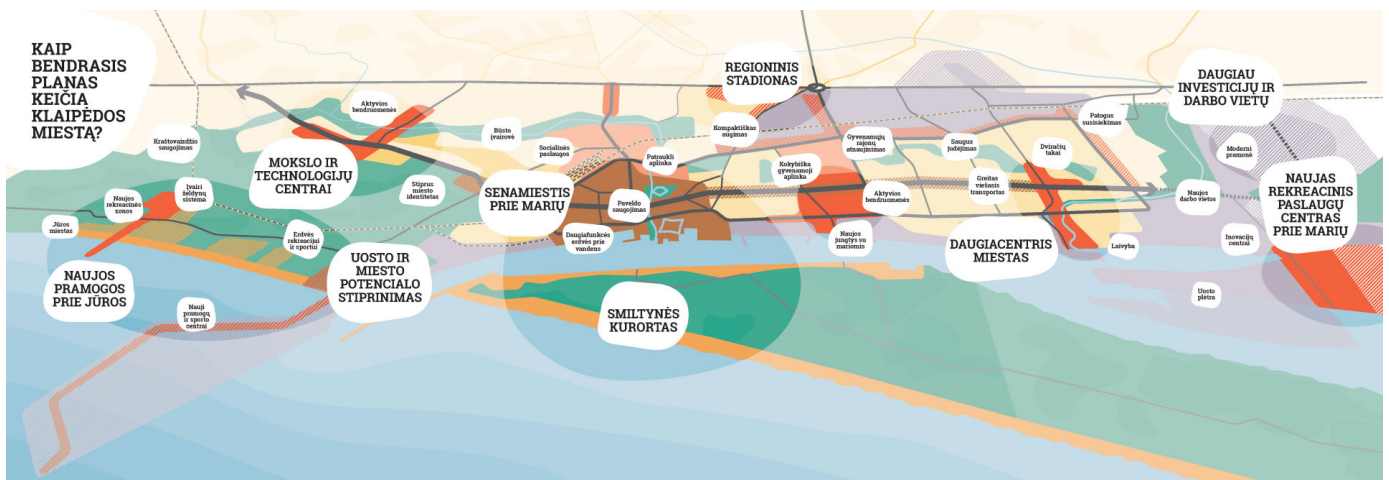 KAIP
BENDRASIS
PLANAS
KEIČIA
KLAIPĖDOS
MIESTĄ?
REGIONINIS
STADIONAS
DAUGIAU
INVESTICIJŲ IR
DARBO VIETŲ
Aktyvios
bendruomenės
Kraštovaizdžio
saugojimas
MOKSLO IR
TECHNOLOGIJŲ
CENTRAI
Būsto
įvairovė
Socialinės
paslaugos
Patraukli
aplinka
Kompaktiškas
augimas
Kokybiška
gyvenamoji
aplinka
Gyvenamųjų
rajonų
atnaujinimas
Saugus
judėjimas
Dviračių
takai
Patogus
susisiekimas
Moderni
pramonė
Naujos
rekreacinės
zonos
Įvairi
želdynų
sistema
Stiprus
miesto
identitetas
SENAMIESTIS
PRIE MARIŲ
Paveldo
saugojimas
Aktyvios
bendruomenės
Greitas
viešasis
transportas
Naujos
darbo vietos
NAUJAS
REKREACINIS
PASLAUGŲ
CENTRAS
PRIE MARIŲ
Jūros
miestas
Erdvės
rekreacijai
ir sportui
Daugiafunkcės
erdvės prie
vandens
Naujos
jungtys su
mariomis
DAUGIACENTRIS
MIESTAS
Laivyba
Inovacijų
centrai
NAUJOS
PRAMOGOS
PRIE JŪROS
UOSTO IR
MIESTO
POTENCIALO
STIPRINIMAS
Nauji
pramogų
ir sporto
centrai
SMILTYNĖS
KURORTAS
Uosto
plėtra